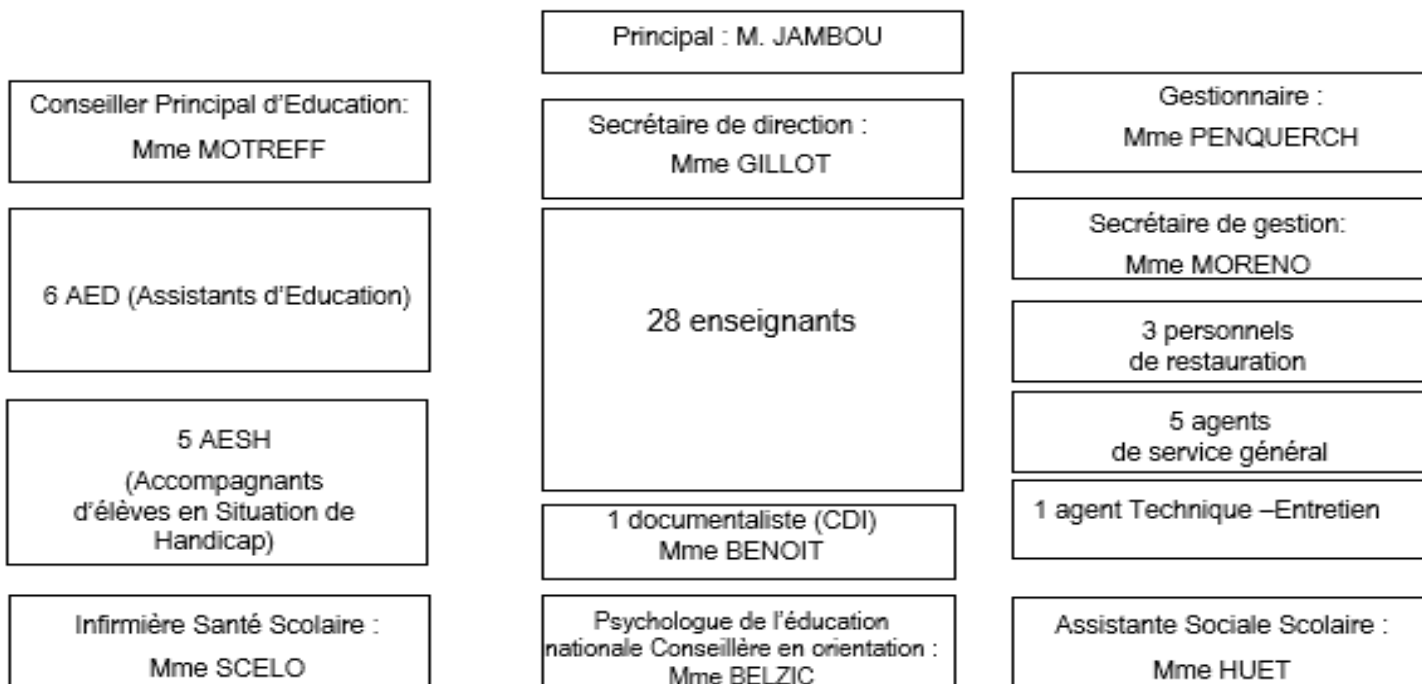 Principal : M. JAMBOU
Conseiller Principal d'Education:
Mme MOTREFF
Secrétaire de direction :
Mme GILLOT
Gestionnaire :
Mme PENQUERCH
6 AED (Assistants d'Education)
28 enseignants
Secrétaire de gestion:
Mme MORENO
3 personnels
de restauration
5 AESH
(Accompagnants
d'élèves en Situation de
Handicap)
5 agents
de service général
1 documentaliste (CDI)
Mme BENOIT
1 agent Technique –Entretien
Infirmière Santé Scolaire :
Mme SCELO
Psychologue de l'éducation
nationale Conseillère en orientation :
Mme BELZIC
Assistante Sociale Scolaire :
Mme HUET